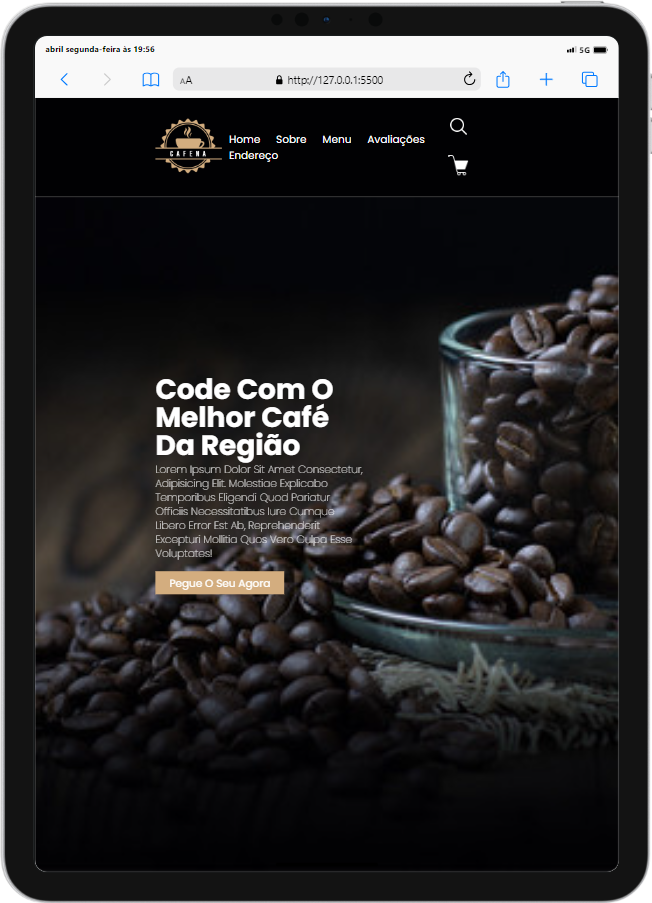 abril segunda-feira às 19:56
5G
AA
http://127.0.0.1:5500
CAFENA
Home Sobre Menu Avaliações
Endereço
Code Com O
Melhor Café
Da Região
Lorem Ipsum Dolor Sit Amet Consectetur,
Adipisicing Elit. Molestiae Explicabo
Temporibus Eligendi Quod Pariatur
Officiis Necessitatibus Iure Cumque
Libero Error Est Ab, Reprehenderit
Excepturi Mollitia Quos Vero Culpa Esse
Voluptates!
Pegue O Seu Agora